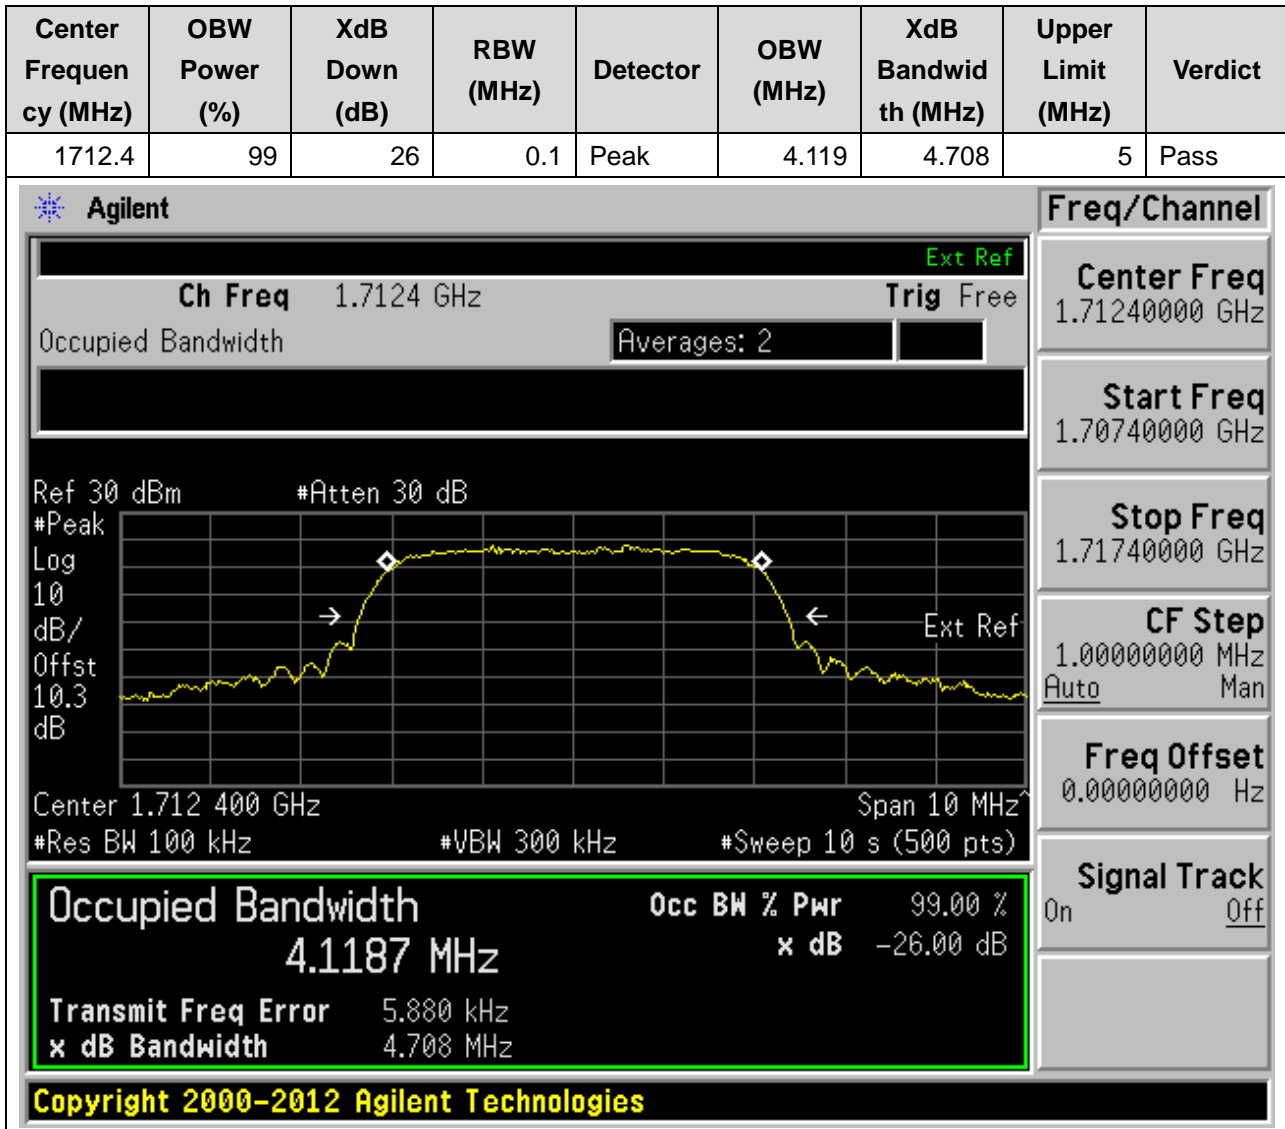 Center Frequency (MHz) OBW Power (%) XdB Down (dB) RBW (MHz) Detector OBW (MHz) XdB Bandwidth (MHz) Upper Limit (MHz) Verdict
1712.4 99 26 0.1 Peak 4.119 4.708 5 Pass
Agilent
Freq/Channel
Ext Ref
Ch Freq 1.7124 GHz Trig Free
Occupied Bandwidth Averages: 2
Ref 30 dBm #Atten 30 dB
#Peak
Log
10
dB/
Offst
10.3
dB
Ext Ref
Center 1.712 400 GHz Span 10 MHz^
#Res BW 100 kHz #VBW 300 kHz #Sweep 10 s (500 pts)
Occupied Bandwidth
4.1187 MHz
Occ BW % Pwr 99.00 %
x dB -26.00 dB
Transmit Freq Error 5.880 kHz
x dB Bandwidth 4.708 MHz
Center Freq
1.71240000 GHz
Start Freq
1.70740000 GHz
Stop Freq
1.71740000 GHz
CF Step
1.00000000 MHz
Auto Man
Freq Offset
0.00000000 Hz
Signal Track
On Off
Copyright 2000-2012 Agilent Technologies